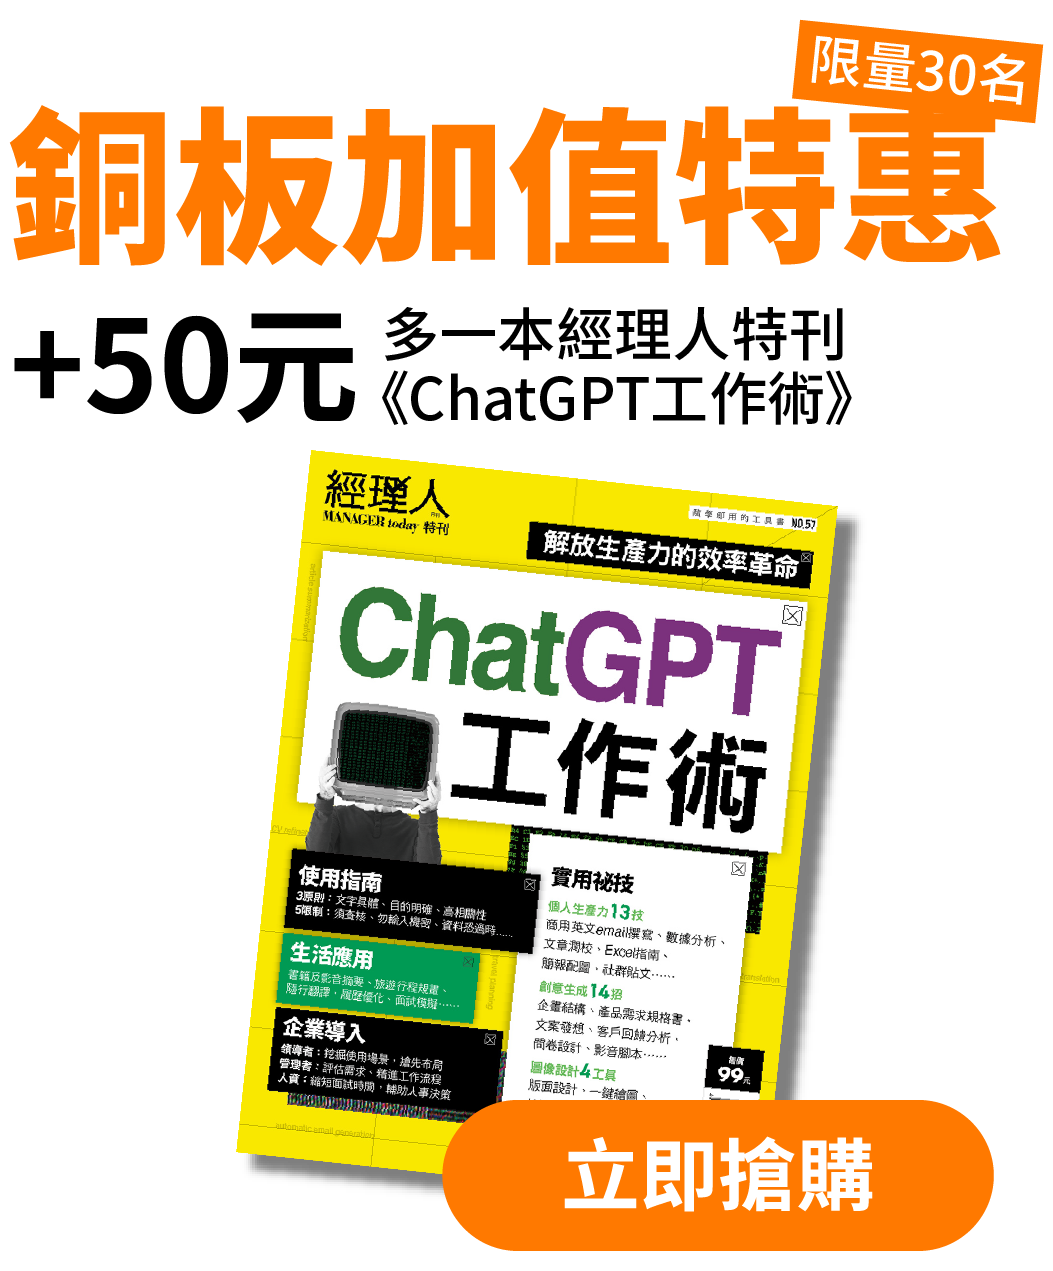 限量30名
銅板加值特惠
+50元
多一本經理人特刊
《ChatGPT工作術》
經理人
月刊
MANAGER today 特刊
隨學即用的工具書 NO.57
解放生產力的效率革命
ChatGPT
工作術
使用指南
3原則：文字具體、目的明確、高相關性
5限制：須查核、勿輸入機密、資料恐過時……
生活應用
書籍及影音摘要、旅遊行程規畫、
隨行翻譯，履歷優化、面試模擬……
企業導入
領導者：挖掘使用場景，搶先布局
管理者：評估需求、精進工作流程
人資：縮短面試時間，輔助人事決策
automatic email generation
實用祕技
個人生產力13技
商用英文email撰寫、數據分析、
文章潤校、Excel指南、
簡報配圖，社群貼文……
創意生成14招
企畫結構、產品需求規格書，
文案發想、客戶回饋分析，
問卷設計、影音腳本……
圖像設計4工具
版面設計、一鍵繪圖、
translation
特價
99元
立即搶購